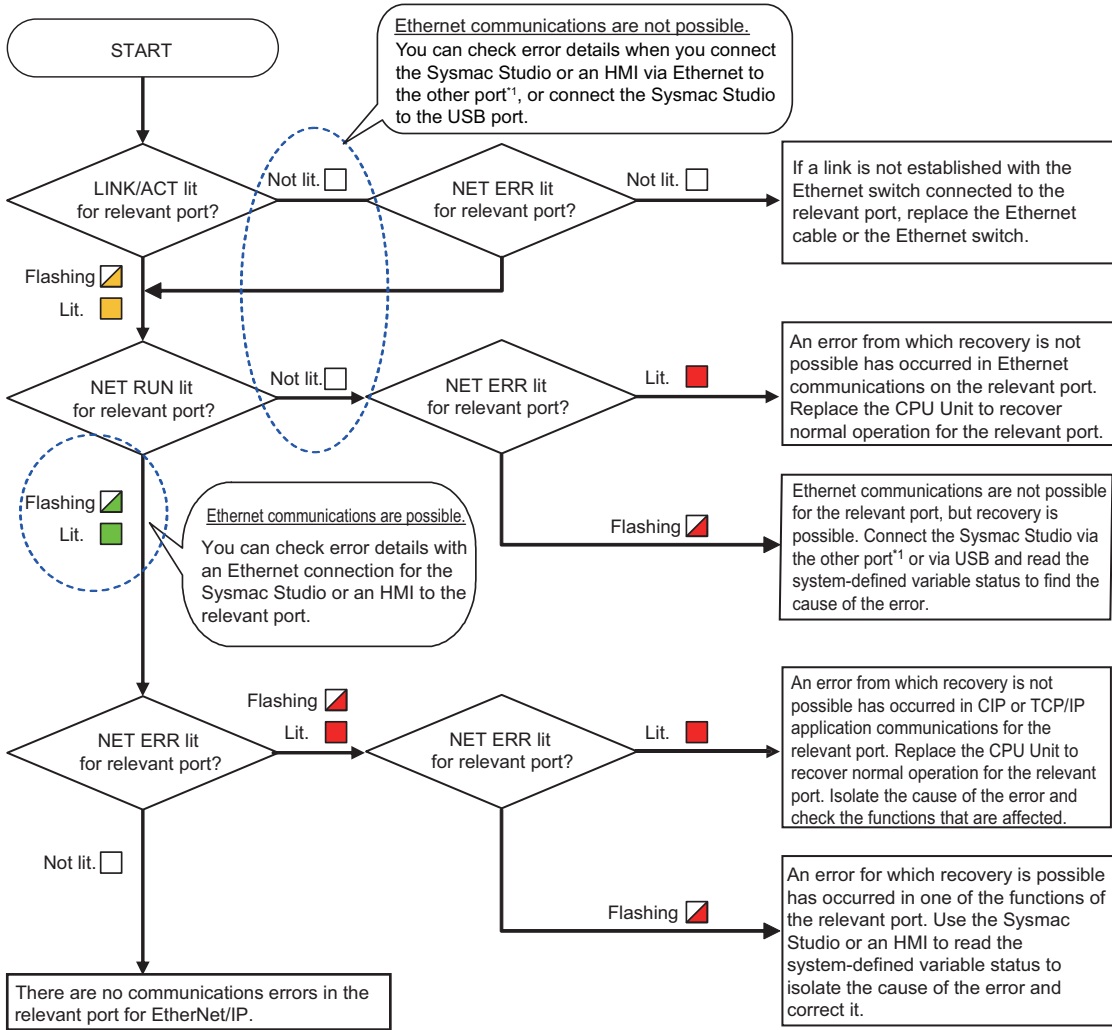 START
Ethernet communications are not possible.
You can check error details when you connect
the Sysmac Studio or an HMI via Ethernet to
the other port*1, or connect the Sysmac Studio
to the USB port.
LINK/ACT lit
for relevant port?
Not lit.
NET ERR lit
for relevant port?
Not lit.
If a link is not established with the
Ethernet switch connected to the
relevant port, replace the Ethernet
cable or the Ethernet switch.
Flashing
Lit.
NET RUN lit
for relevant port?
Not lit.
NET ERR lit
for relevant port?
Lit.
An error from which recovery is not
possible has occurred in Ethernet
communications on the relevant port.
Replace the CPU Unit to recover
normal operation for the relevant port.
Flashing
Ethernet communications are not possible
for the relevant port, but recovery is
possible. Connect the Sysmac Studio via
the other port*1 or via USB and read the
system-defined variable status to find the
cause of the error.
Flashing
Lit.
Ethernet communications are possible.
You can check error details with
an Ethernet connection for the
Sysmac Studio or an HMI to the
relevant port.
NET ERR lit
for relevant port?
Flashing
Lit.
NET ERR lit
for relevant port?
Lit.
An error from which recovery is not
possible has occurred in CIP or TCP/IP
application communications for the
relevant port. Replace the CPU Unit to
recover normal operation for the relevant
port. Isolate the cause of the error and
check the functions that are affected.
Not lit.
Flashing
An error for which recovery is possible
has occurred in one of the functions of
the relevant port. Use the Sysmac
Studio or an HMI to read the
system-defined variable status to
isolate the cause of the error and
correct it.
There are no communications errors in the
relevant port for EtherNet/IP.